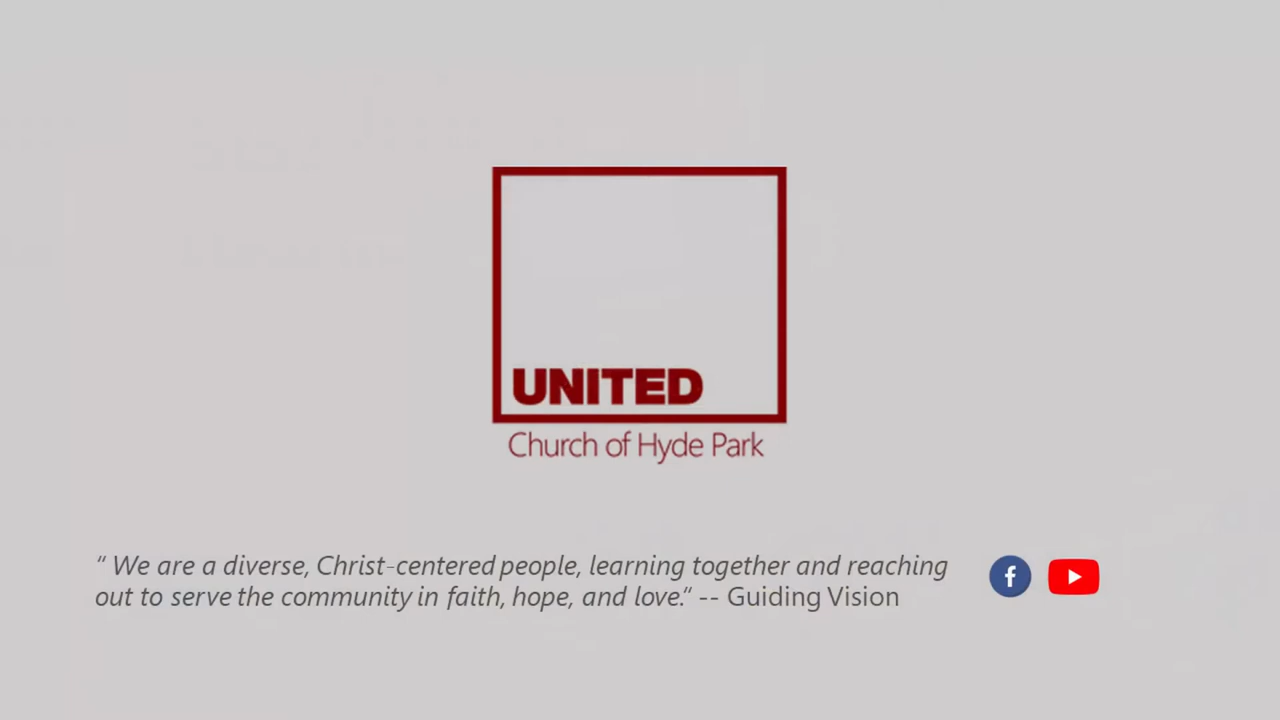 UNITED
Church of Hyde Park
“ We are a diverse, Christ-centered people, learning together and reaching
out to serve the community in faith, hope, and love.” -- Guiding Vision